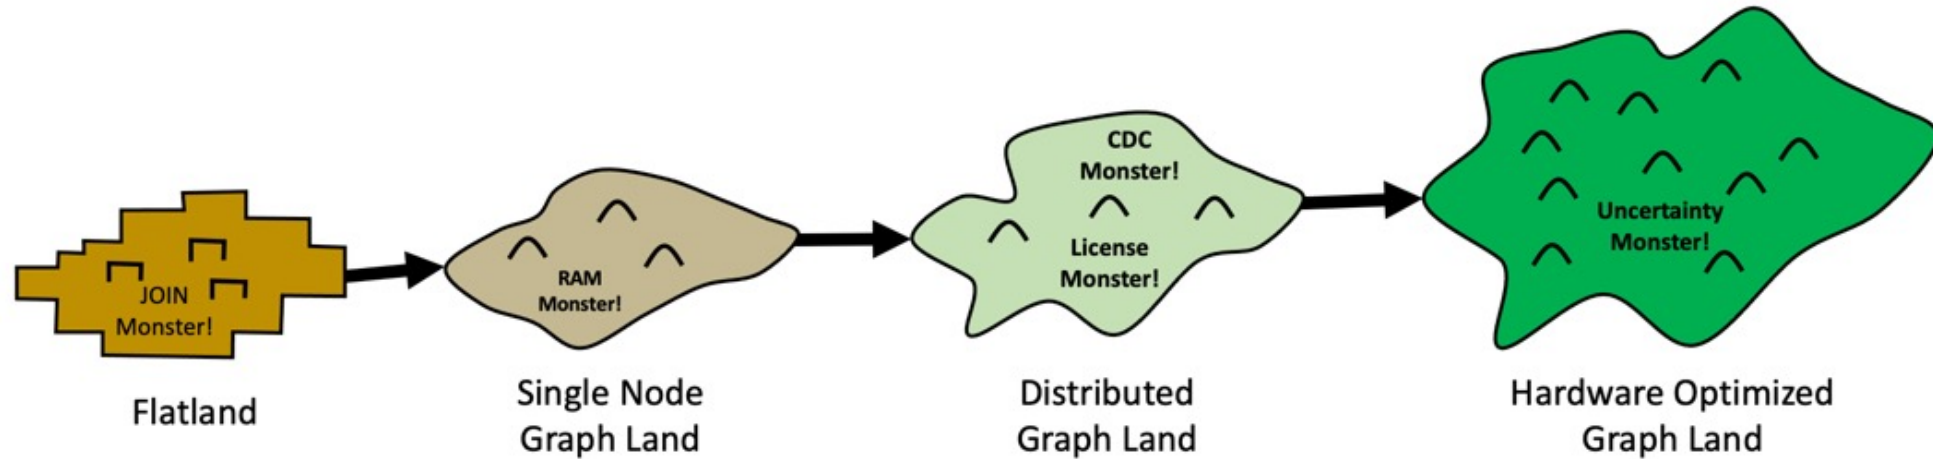 JOIN
Monster!
Flatland
RAM
Monster!
Single Node
Graph Land
CDC
Monster!
License
Monster!
Distributed
Graph Land
Uncertainty
Monster!
Hardware Optimized
Graph Land